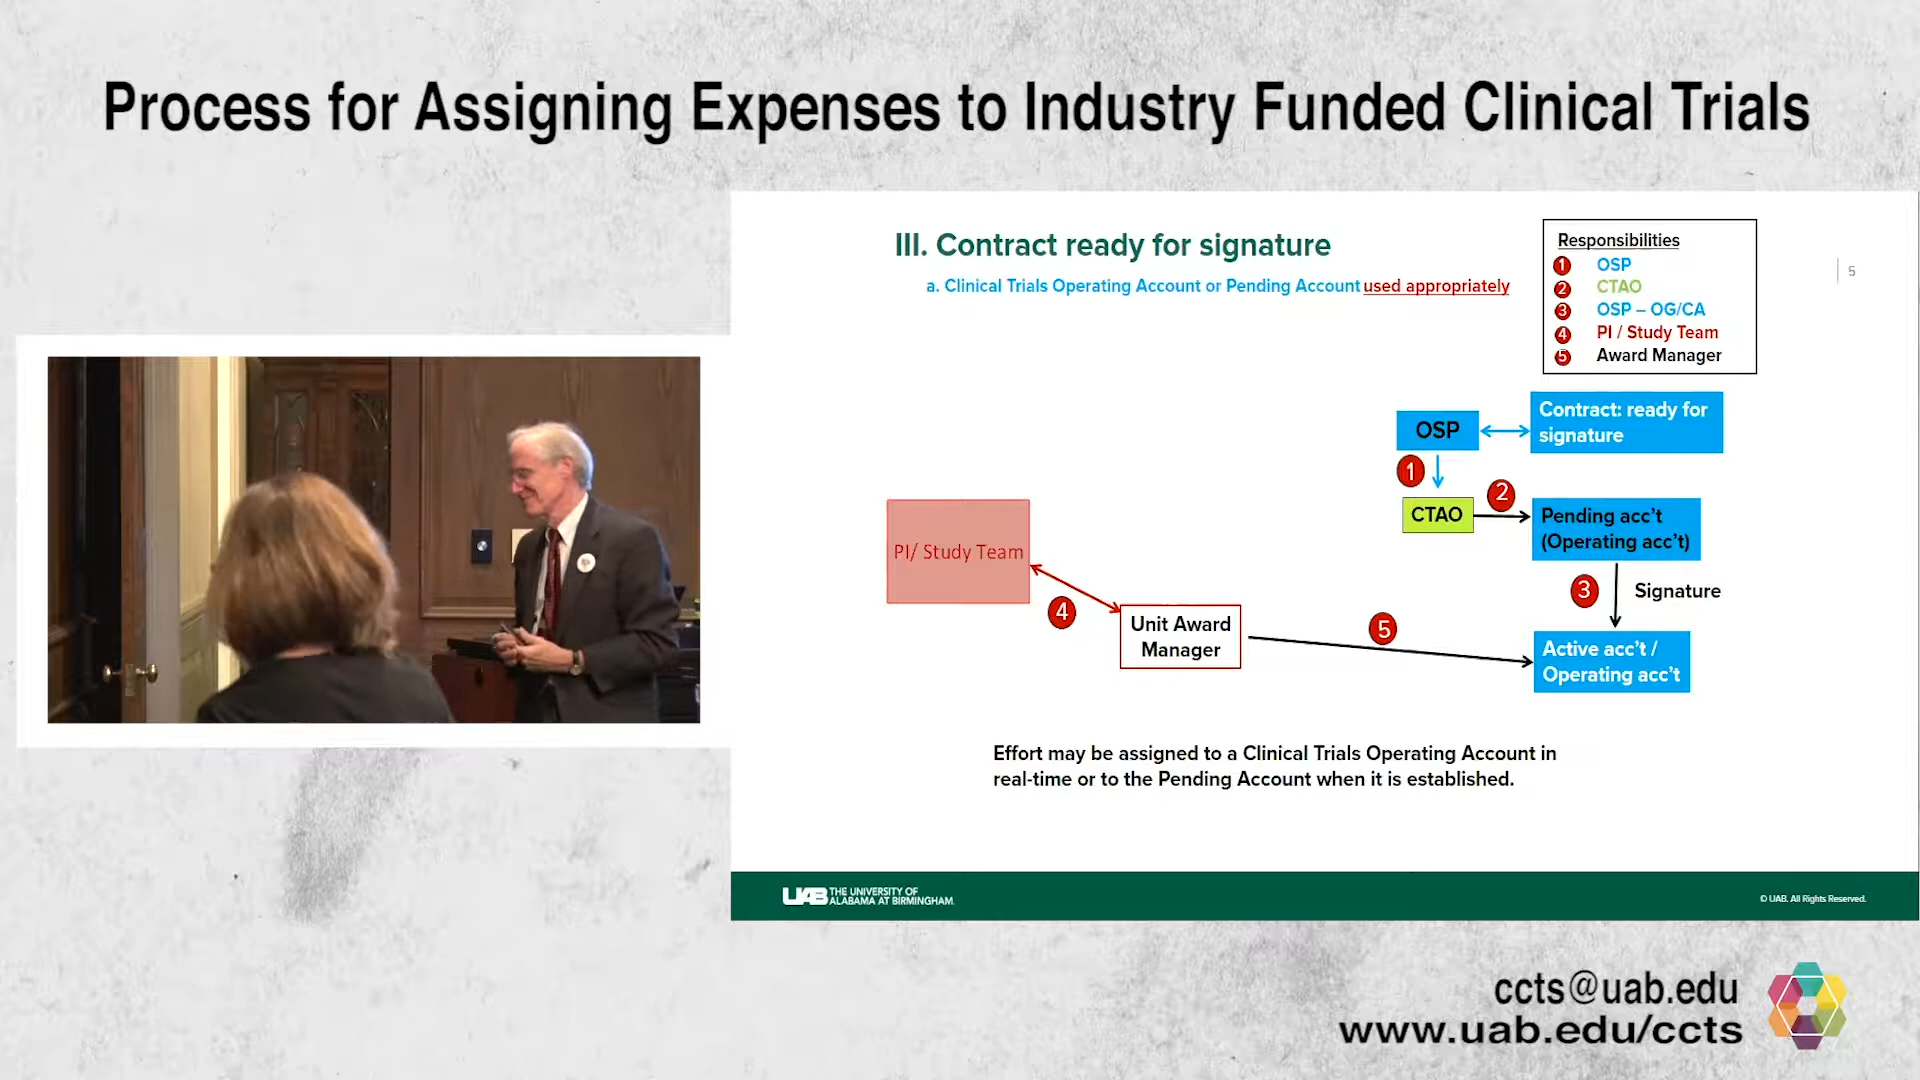 Process for Assigning Expenses to Industry Funded Clinical Trials
III. Contract ready for signature
a. Clinical Trials Operating Account or Pending Account used appropriately
5
Responsibilities
1 OSP
2 CTAO
3 OSP – OG/CA
4 PI / Study Team
5 Award Manager
OSP
Contract: ready for
signature
1
2
CTAO
Pending acc't
(Operating acc't)
PI/ Study Team
3
Signature
4
Unit Award
Manager
5
Active acc't /
Operating acc't
Effort may be assigned to a Clinical Trials Operating Account in
real-time or to the Pending Account when it is established.
UAB THE UNIVERSITY OF
ALABAMA AT BIRMINGHAM.
© UAB. All Rights Reserved.
ccts@uab.edu
www.uab.edu/ccts